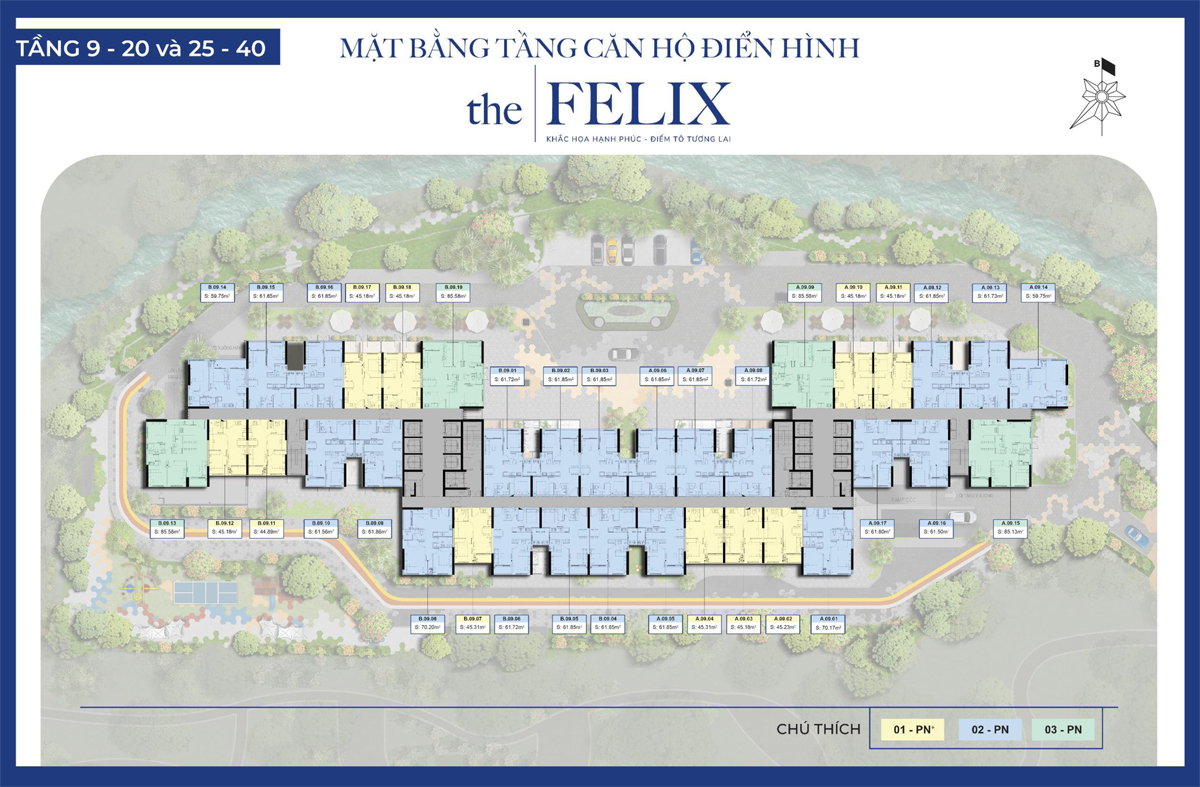 TẦNG 9 - 20 và 25 - 40
MẶT BẰNG TẦNG CĂN HỘ ĐIỂN HÌNH
the FELIX
KHẮC HỌA HẠNH PHÚC - ĐIỂM TÔ TƯƠNG LAI
B
B.09.14
S: 59.75m²
B.09.15
S: 61.85m²
B.09.16
S: 61.85m²
B.09.17
S: 45.18m²
B.09.18
S: 45.18m²
B.09.19
S: 85.58m²
A.09.09
S: 85.58m²
A.09.10
S: 45.18m²
A.09.11
S: 45.18m²
A.09.12
S: 61.85m²
A.09.13
S: 61.73m²
A.09.14
S: 59.75m²
B.09.01
S: 61.72m²
B.09.02
S: 61.85m²
B.09.03
S: 61.85m²
A.09.06
S: 61.85m²
A.09.07
S: 61.85m²
A.09.08
S: 61.72m²
B.09.13
S: 85.58m²
B.09.12
S: 45.18m²
B.09.11
S: 44.89m²
B.09.10
S: 61.56m²
B.09.09
S: 61.86m²
A.09.17
S: 61.80m²
A.09.16
S: 61.50m²
A.09.15
S: 85.13m²
B.09.08
S: 70.20m²
B.09.07
S: 45.31m²
B.09.06
S: 61.72m²
B.09.05
S: 61.85m²
B.09.04
S: 61.85m²
A.09.05
S: 61.85m²
A.09.04
S: 45.31m²
A.09.03
S: 45.18m²
A.09.02
S: 45.23m²
A.09.01
S: 70.17m²
CHÚ THÍCH
01 - PN⁺
02 - PN
03 - PN